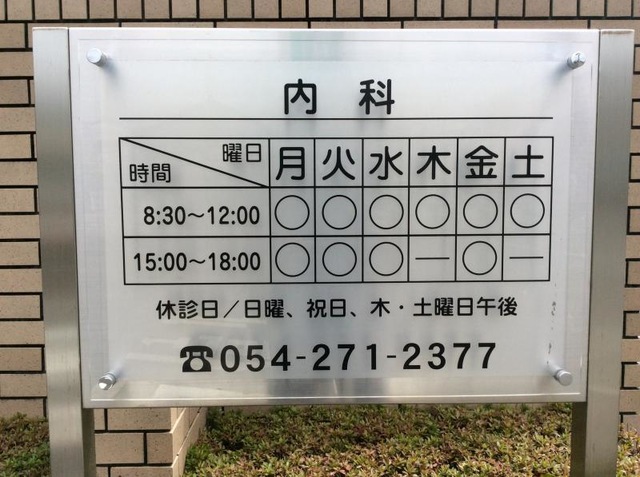 内科
曜日 時間 月 火 水 木 金 土
8:30～12:00 ○ ○ ○ ○ ○ ○
15:00～18:00 ○ ○ ○ — ○ —
休診日／日曜、祝日、木・土曜日午後
☎054-271-2377